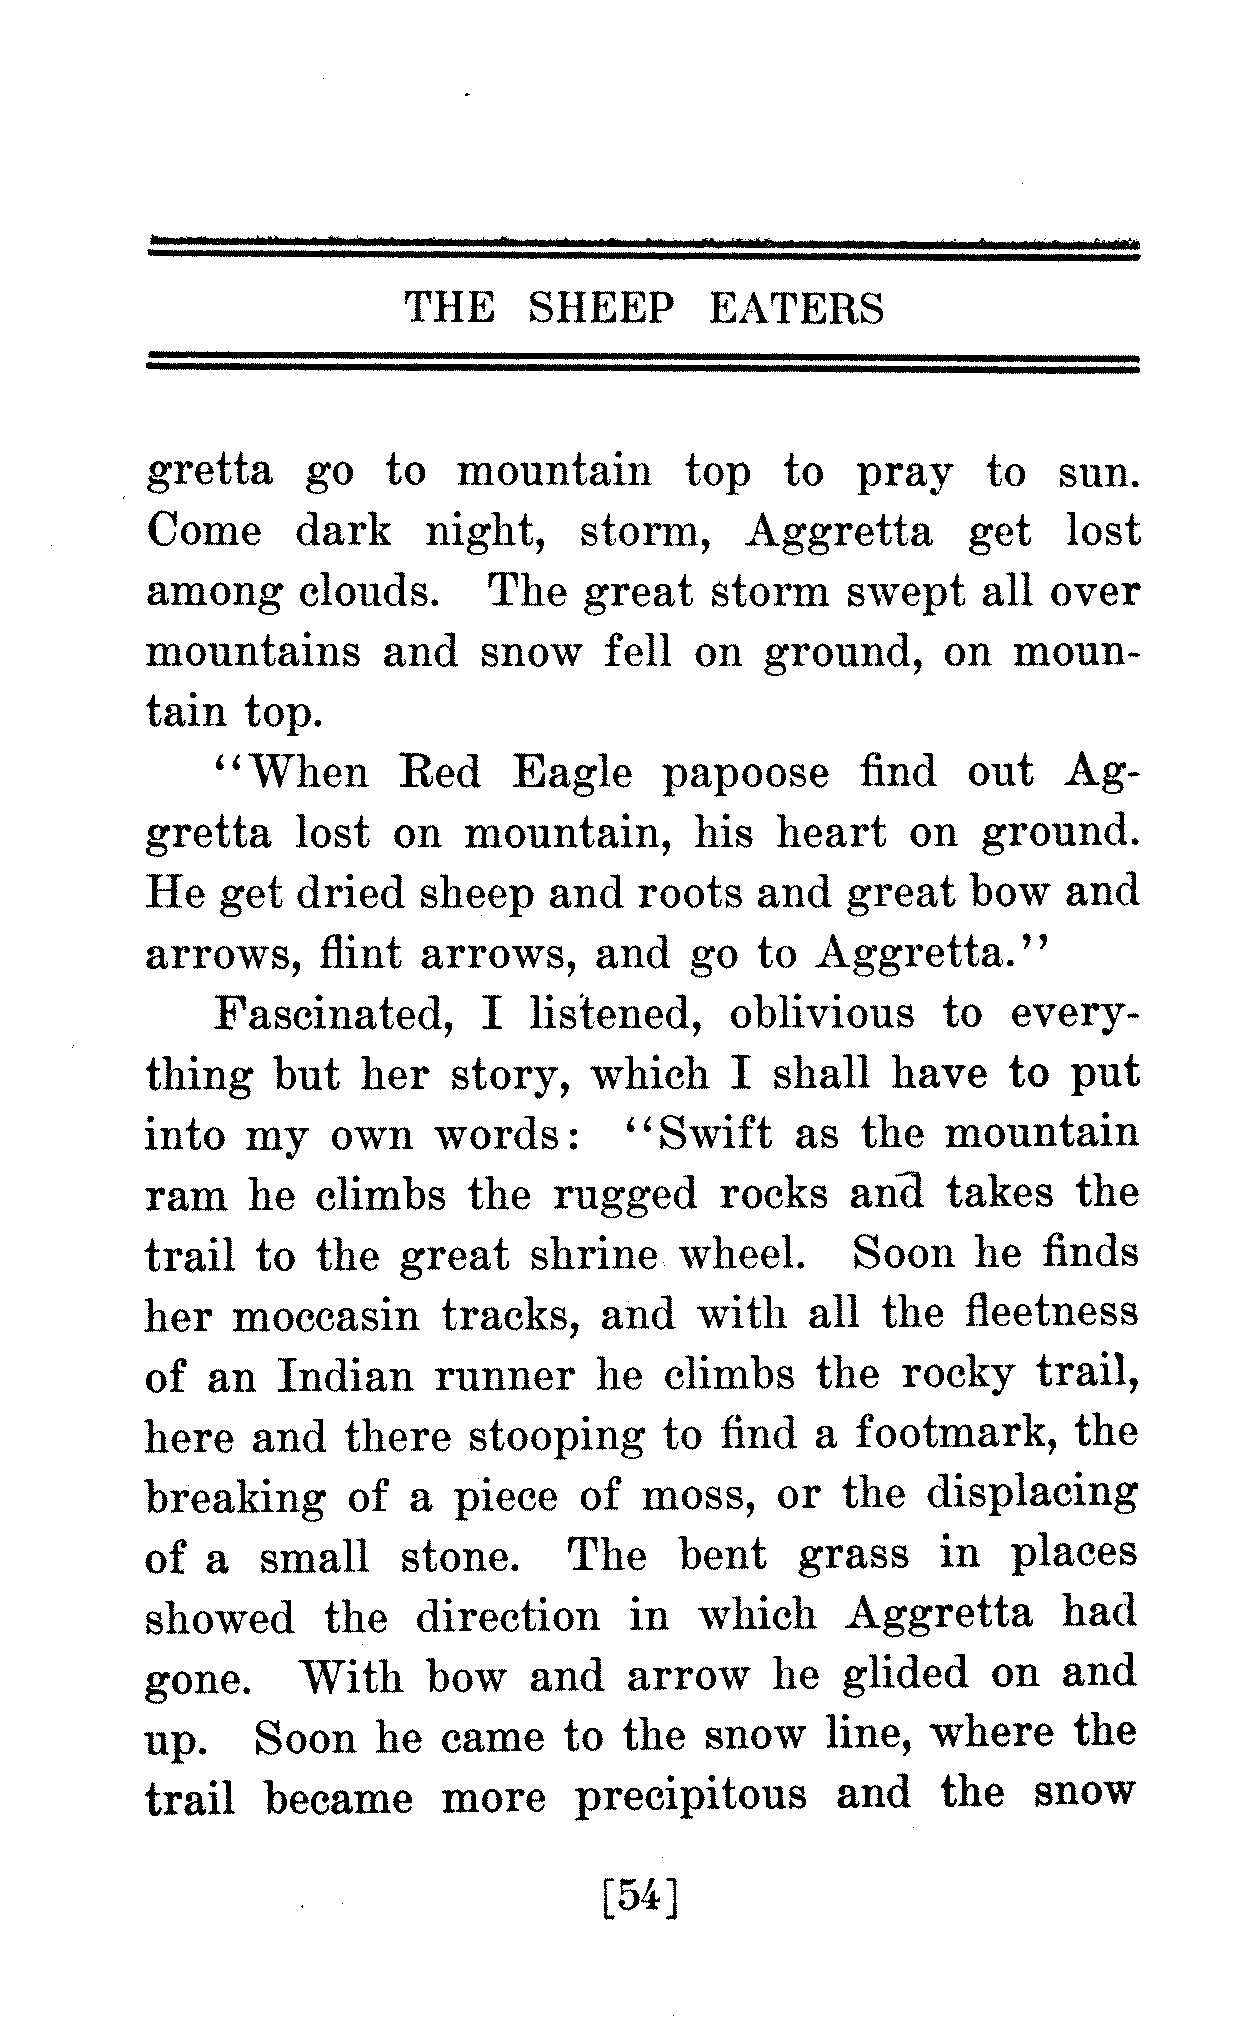 THE SHEEP EATERS
gretta go to mountain top to pray to sun.
Come dark night, storm, Aggretta get lost
among clouds. The great storm swept all over
mountains and snow fell on ground, on moun-
tain top.
"When Red Eagle papoose find out Ag-
gretta lost on mountain, his heart on ground.
He get dried sheep and roots and great bow and
arrows, flint arrows, and go to Aggretta."
Fascinated, I listened, oblivious to every-
thing but her story, which I shall have to put
into my own words: "Swift as the mountain
ram he climbs the rugged rocks and takes the
trail to the great shrine wheel. Soon he finds
her moccasin tracks, and with all the fleetness
of an Indian runner he climbs the rocky trail,
here and there stooping to find a footmark, the
breaking of a piece of moss, or the displacing
of a small stone. The bent grass in places
showed the direction in which Aggretta had
gone. With bow and arrow he glided on and
up. Soon he came to the snow line, where the
trail became more precipitous and the snow
[54]